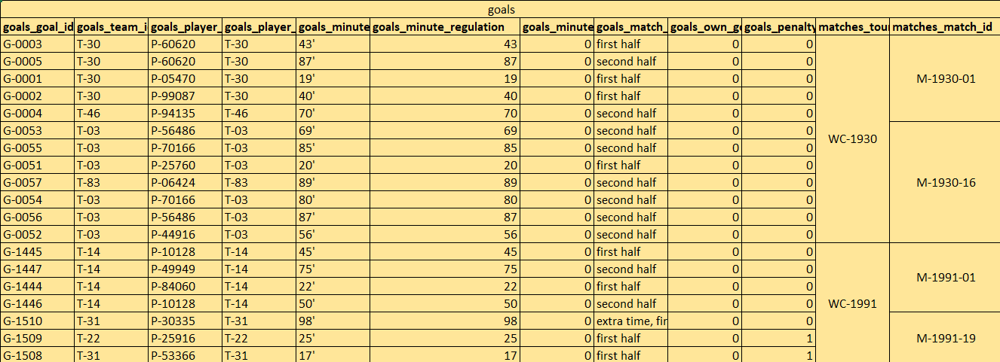 goals
goals_goal_id goals_team_i goals_player_ goals_player_ goals_minute goals_minute_regulation goals_minute goals_match_ goals_own_go goals_penalty matches_tour matches_match_id
G-0003 T-30 P-60620 T-30 43' 43 0 first half 0 0
G-0005 T-30 P-60620 T-30 87' 87 0 second half 0 0
G-0001 T-30 P-05470 T-30 19' 19 0 first half 0 0 M-1930-01
G-0002 T-30 P-99087 T-30 40' 40 0 first half 0 0
G-0004 T-46 P-94135 T-46 70' 70 0 second half 0 0
G-0053 T-03 P-56486 T-03 69' 69 0 second half 0 0 WC-1930
G-0055 T-03 P-70166 T-03 85' 85 0 second half 0 0
G-0051 T-03 P-25760 T-03 20' 20 0 first half 0 0
G-0057 T-83 P-06424 T-83 89' 89 0 second half 0 0 M-1930-16
G-0054 T-03 P-70166 T-03 80' 80 0 second half 0 0
G-0056 T-03 P-56486 T-03 87' 87 0 second half 0 0
G-0052 T-03 P-44916 T-03 56' 56 0 second half 0 0
G-1445 T-14 P-10128 T-14 45' 45 0 first half 0 0
G-1447 T-14 P-49949 T-14 75' 75 0 second half 0 0 M-1991-01
G-1444 T-14 P-84060 T-14 22' 22 0 first half 0 0
G-1446 T-14 P-10128 T-14 50' 50 0 second half 0 0 WC-1991
G-1510 T-31 P-30335 T-31 98' 98 0 extra time, fir 0 0
G-1509 T-22 P-25916 T-22 25' 25 0 first half 0 1 M-1991-19
G-1508 T-31 P-53366 T-31 17' 17 0 first half 0 1